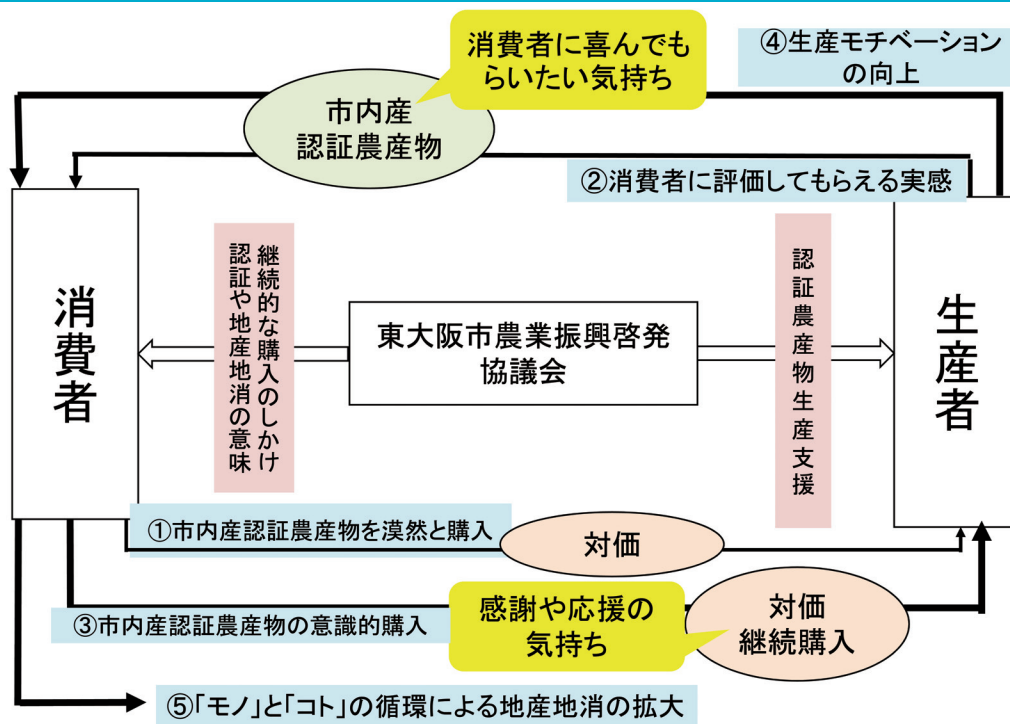 消費者に喜んでも
らいたい気持ち
④生産モチベーション
の向上
市内産
認証農産物
②消費者に評価してもらえる実感
消費者
継続的な購入のしかけ
認証や地産地消の意味
東大阪市農業振興啓発
協議会
認証農産物生産支援
生産者
①市内産認証農産物を漠然と購入
対価
③市内産認証農産物の意識的購入
感謝や応援の
気持ち
対価
継続購入
⑤「モノ」と「コト」の循環による地産地消の拡大